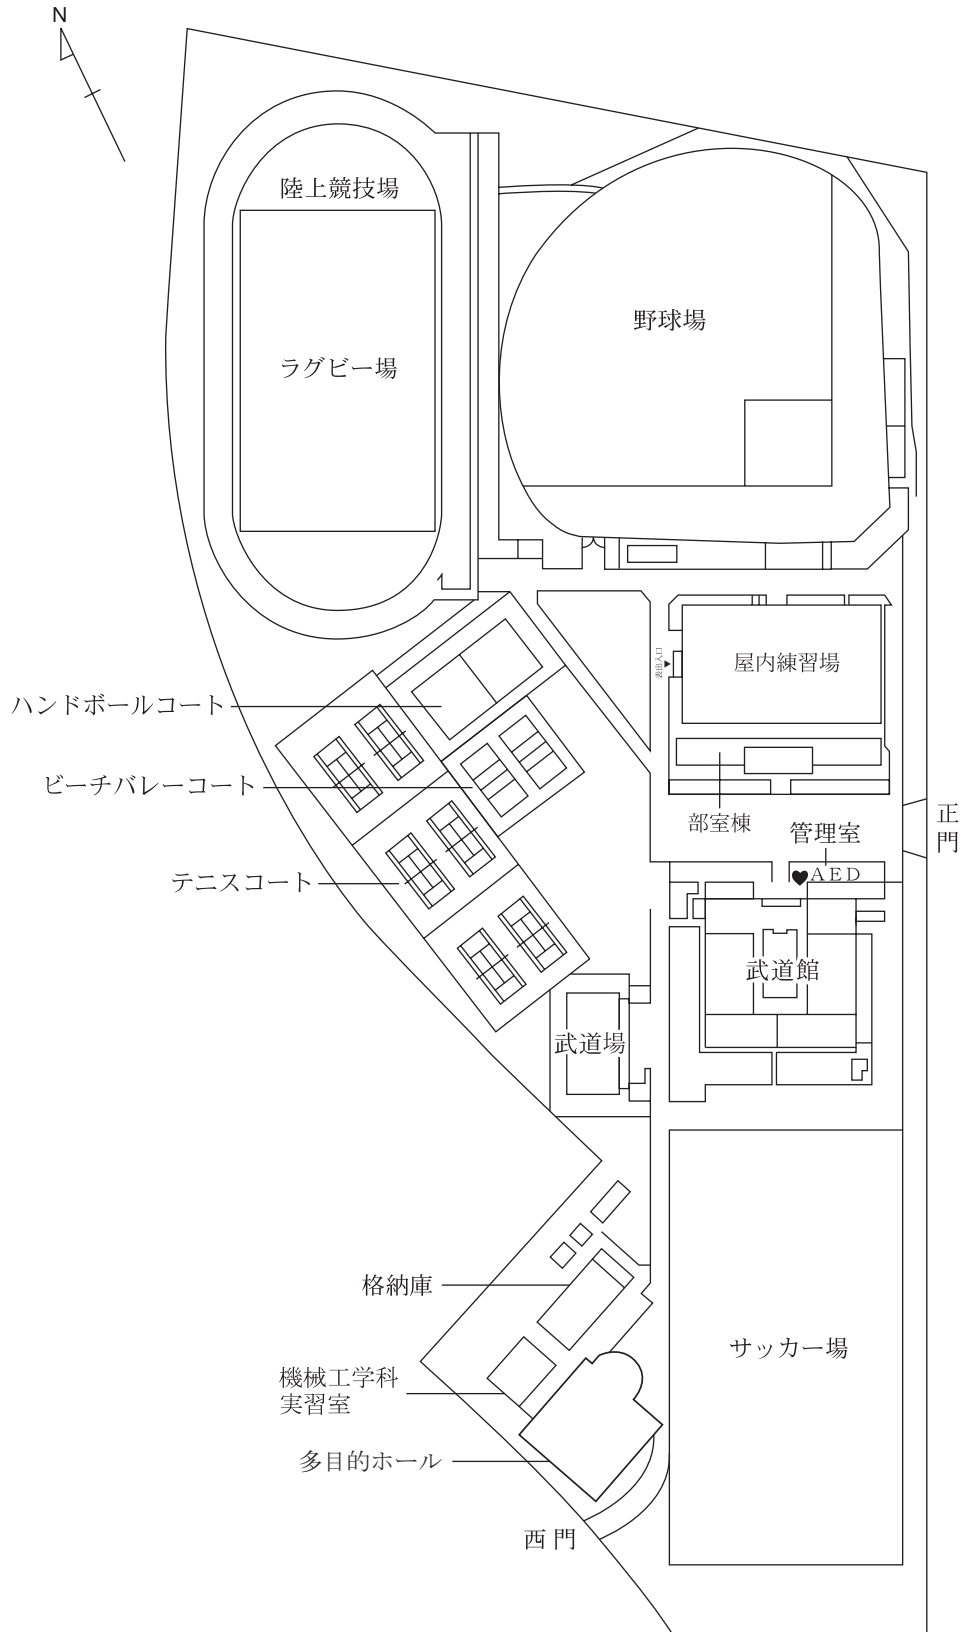 N
陸上競技場
野球場
ラグビー場
表出入口
屋内練習場
ハンドボールコート
ビーチバレーコート
部室棟
正門
管理室
テニスコート
AED
武道館
武道場
格納庫
サッカー場
機械工学科
実習室
多目的ホール
西門